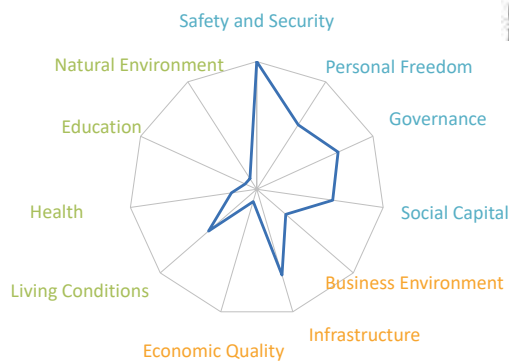 Safety and Security
Natural Environment
Personal Freedom
Education
Governance
Health
Social Capital
Living Conditions
Business Environment
Infrastructure
Economic Quality